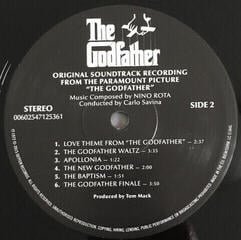 The
Godfather
ORIGINAL SOUNDTRACK RECORDING
FROM THE PARAMOUNT PICTURE
"THE GODFATHER"
Music Composed by NINO ROTA
Conducted by Carlo Savina
STEREO
00602547125361
SIDE 2
1. LOVE THEME FROM "THE GODFATHER" – 2:37
2. THE GODFATHER WALTZ – 3:35
3. APOLLONIA – 1:22
4. THE NEW GODFATHER – 2:00
5. THE BAPTISM – 1:51
6. THE GODFATHER FINALE – 3:50
Produced by Tom Mack